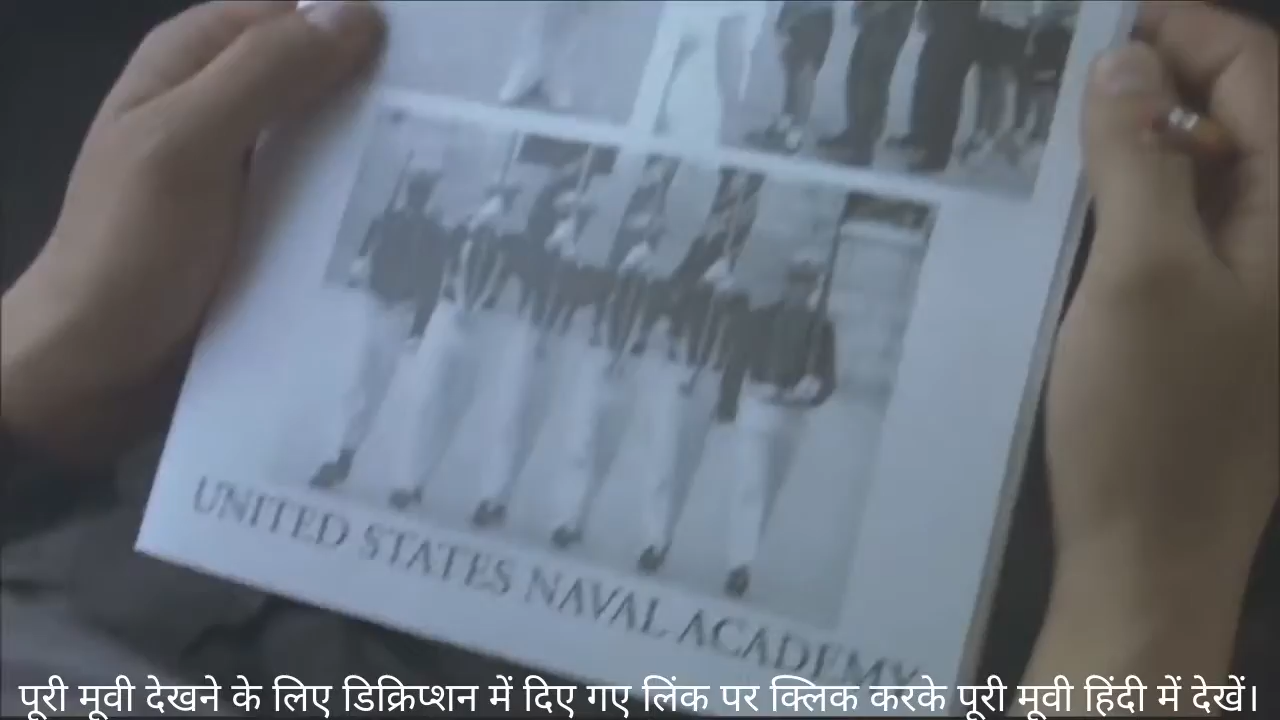 UNITED STATES NAVAL ACADEMY
पूरी मूवी देखने के लिए डिक्रिप्शन में दिए गए लिंक पर क्लिक करके पूरी मूवी हिंदी में देखें।